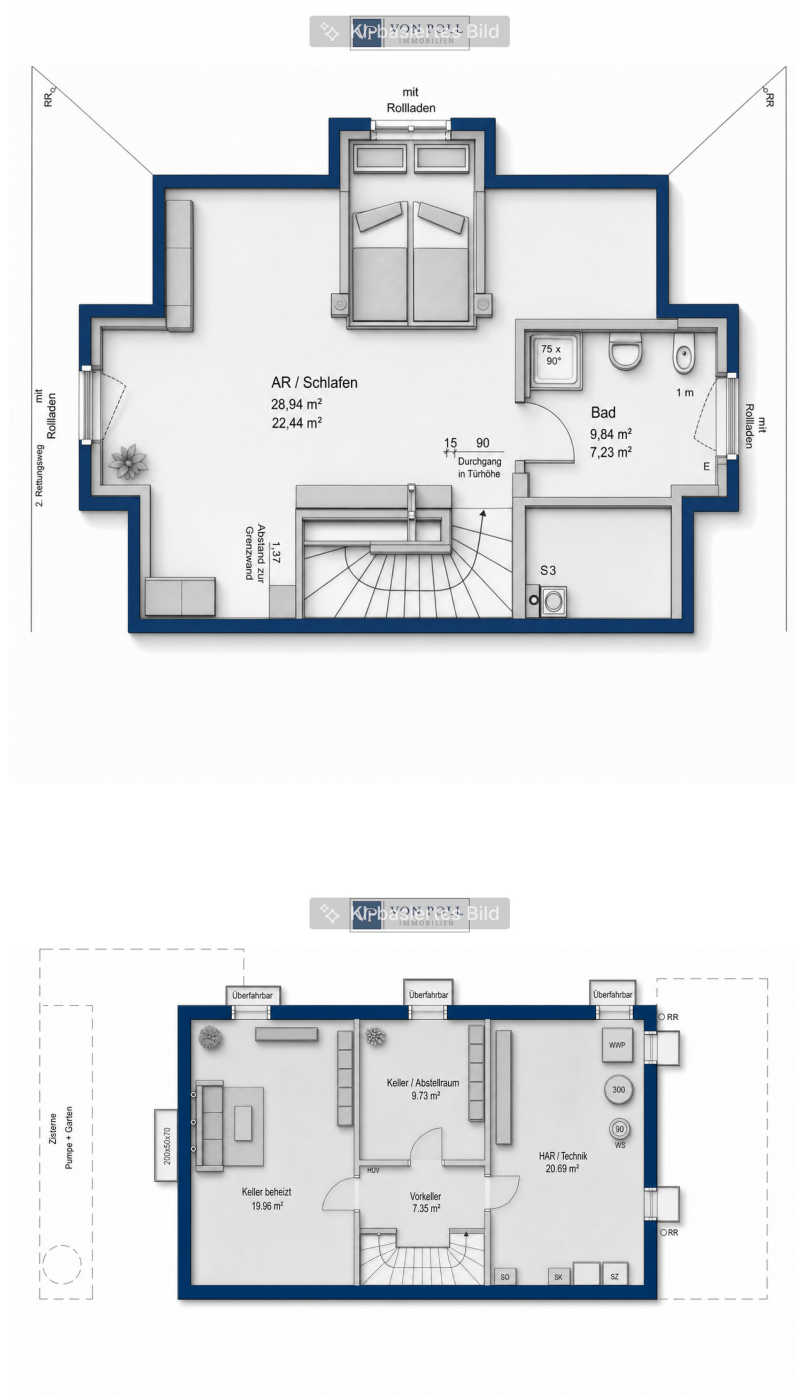 KI-basiertes Bild
VON POLL
IMMOBILIEN
mit
Rollladen
RR
RR
AR / Schlafen
28,94 m²
22,44 m²
75 x
90°
1 m
Bad
9,84 m²
7,23 m²
E
15 90
Durchgang
in Türhöhe
mit
Rollladen
2. Rettungsweg
mit
Rollladen
1,37
Abstand zur
Grenzwand
S3
KI-basiertes Bild
VON POLL
IMMOBILIEN
Überfahrbar
Überfahrbar
Überfahrbar
RR
WWP
300
90
WS
Keller / Abstellraum
9.73 m²
HAR / Technik
20.69 m²
Zisterne
Pumpe + Garten
200x50x70
HÜV
Keller beheizt
19.96 m²
Vorkeller
7.35 m²
RR
SO
SK
SZ